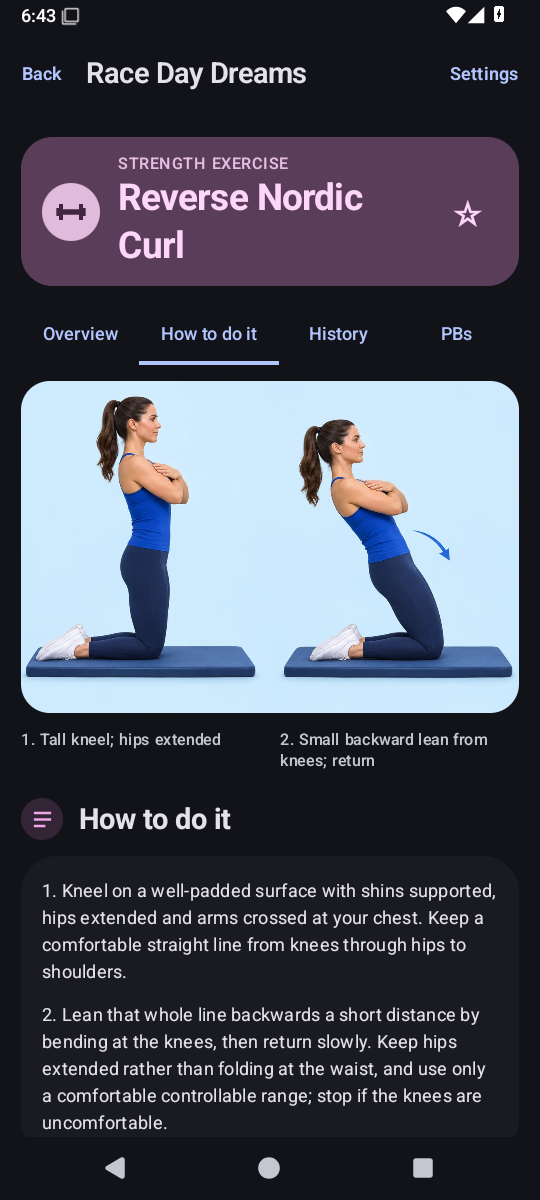 6:43
Back
Race Day Dreams
Settings
STRENGTH EXERCISE
Reverse Nordic
Curl
Overview
How to do it
History
PBs
1. Tall kneel; hips extended
2. Small backward lean from
knees; return
How to do it
1. Kneel on a well-padded surface with shins supported,
hips extended and arms crossed at your chest. Keep a
comfortable straight line from knees through hips to
shoulders.
2. Lean that whole line backwards a short distance by
bending at the knees, then return slowly. Keep hips
extended rather than folding at the waist, and use only
a comfortable controllable range; stop if the knees are
uncomfortable.